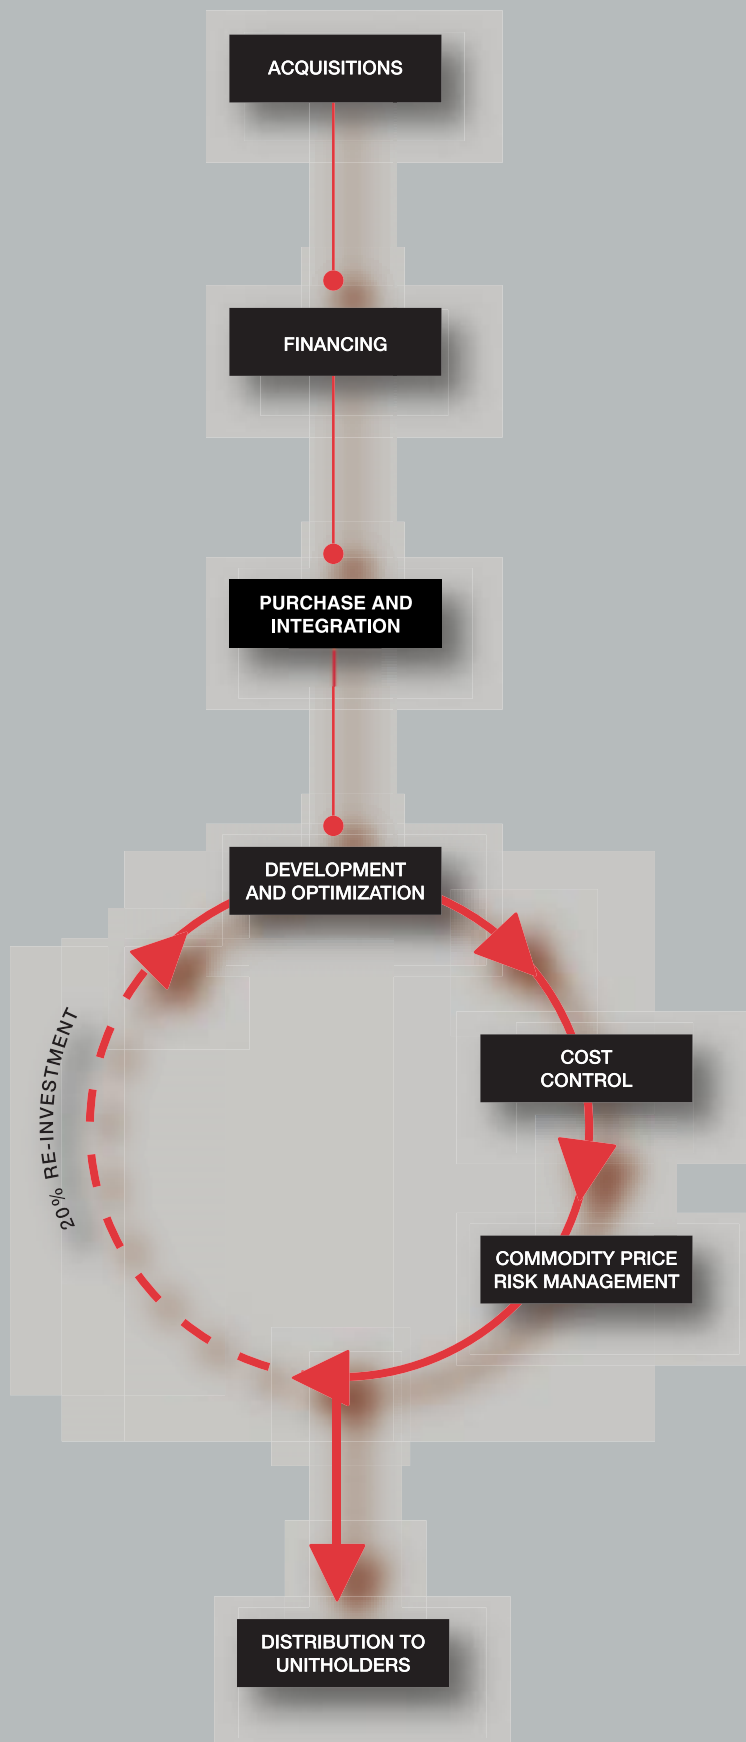 ACQUISITIONS
FINANCING
PURCHASE AND
INTEGRATION
DEVELOPMENT
AND OPTIMIZATION
COST
CONTROL
COMMODITY PRICE
RISK MANAGEMENT
20% RE-INVESTMENT
DISTRIBUTION TO
UNITHOLDERS